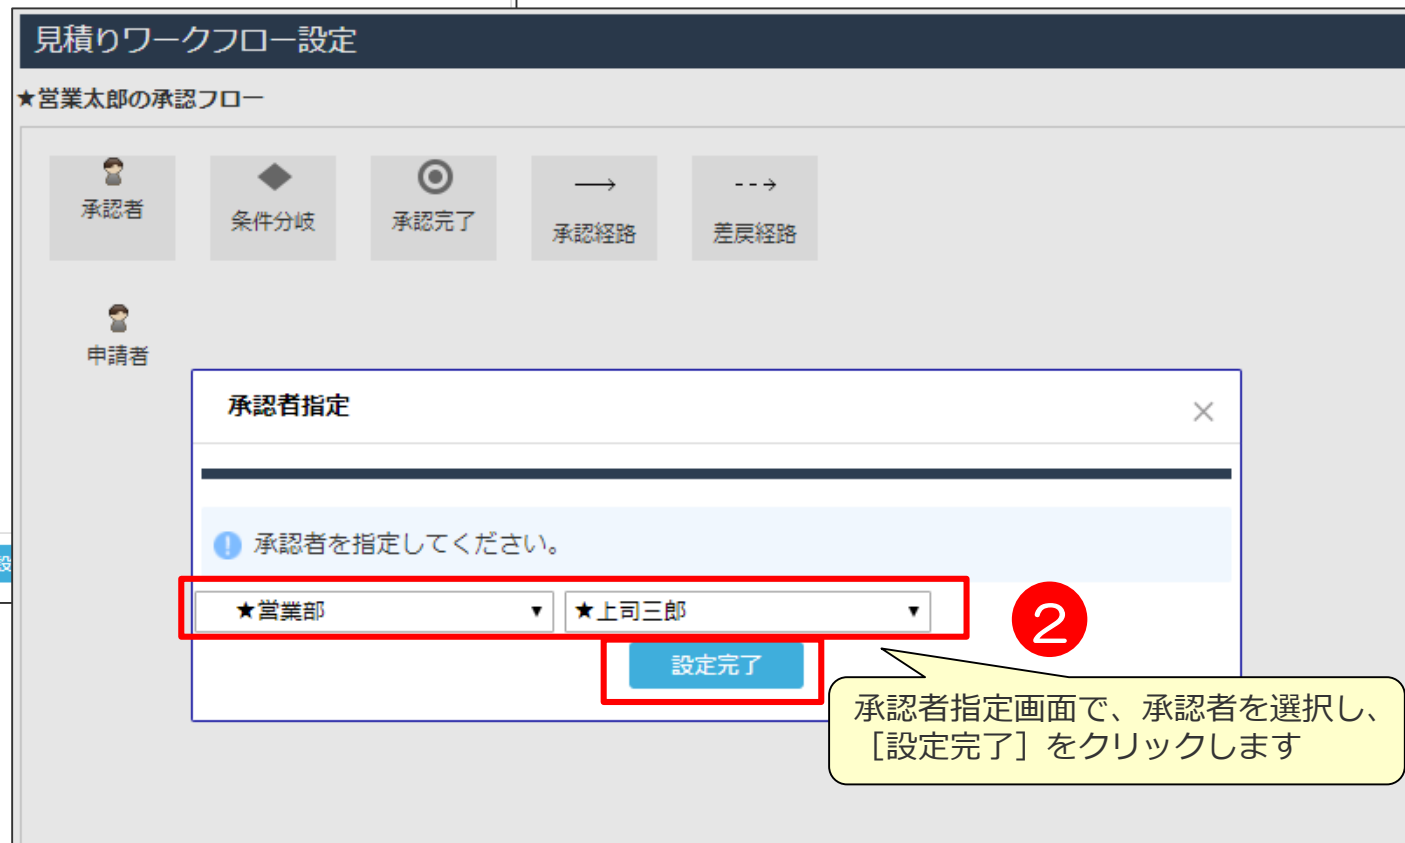 見積りワークフロー設定
★営業太郎の承認フロー
承認者
条件分岐
承認完了
承認経路
差戻経路
申請者
承認者指定
承認者を指定してください。
★営業部
★上司三郎
設定完了
2
承認者指定画面で、承認者を選択し、
［設定完了］をクリックします
設